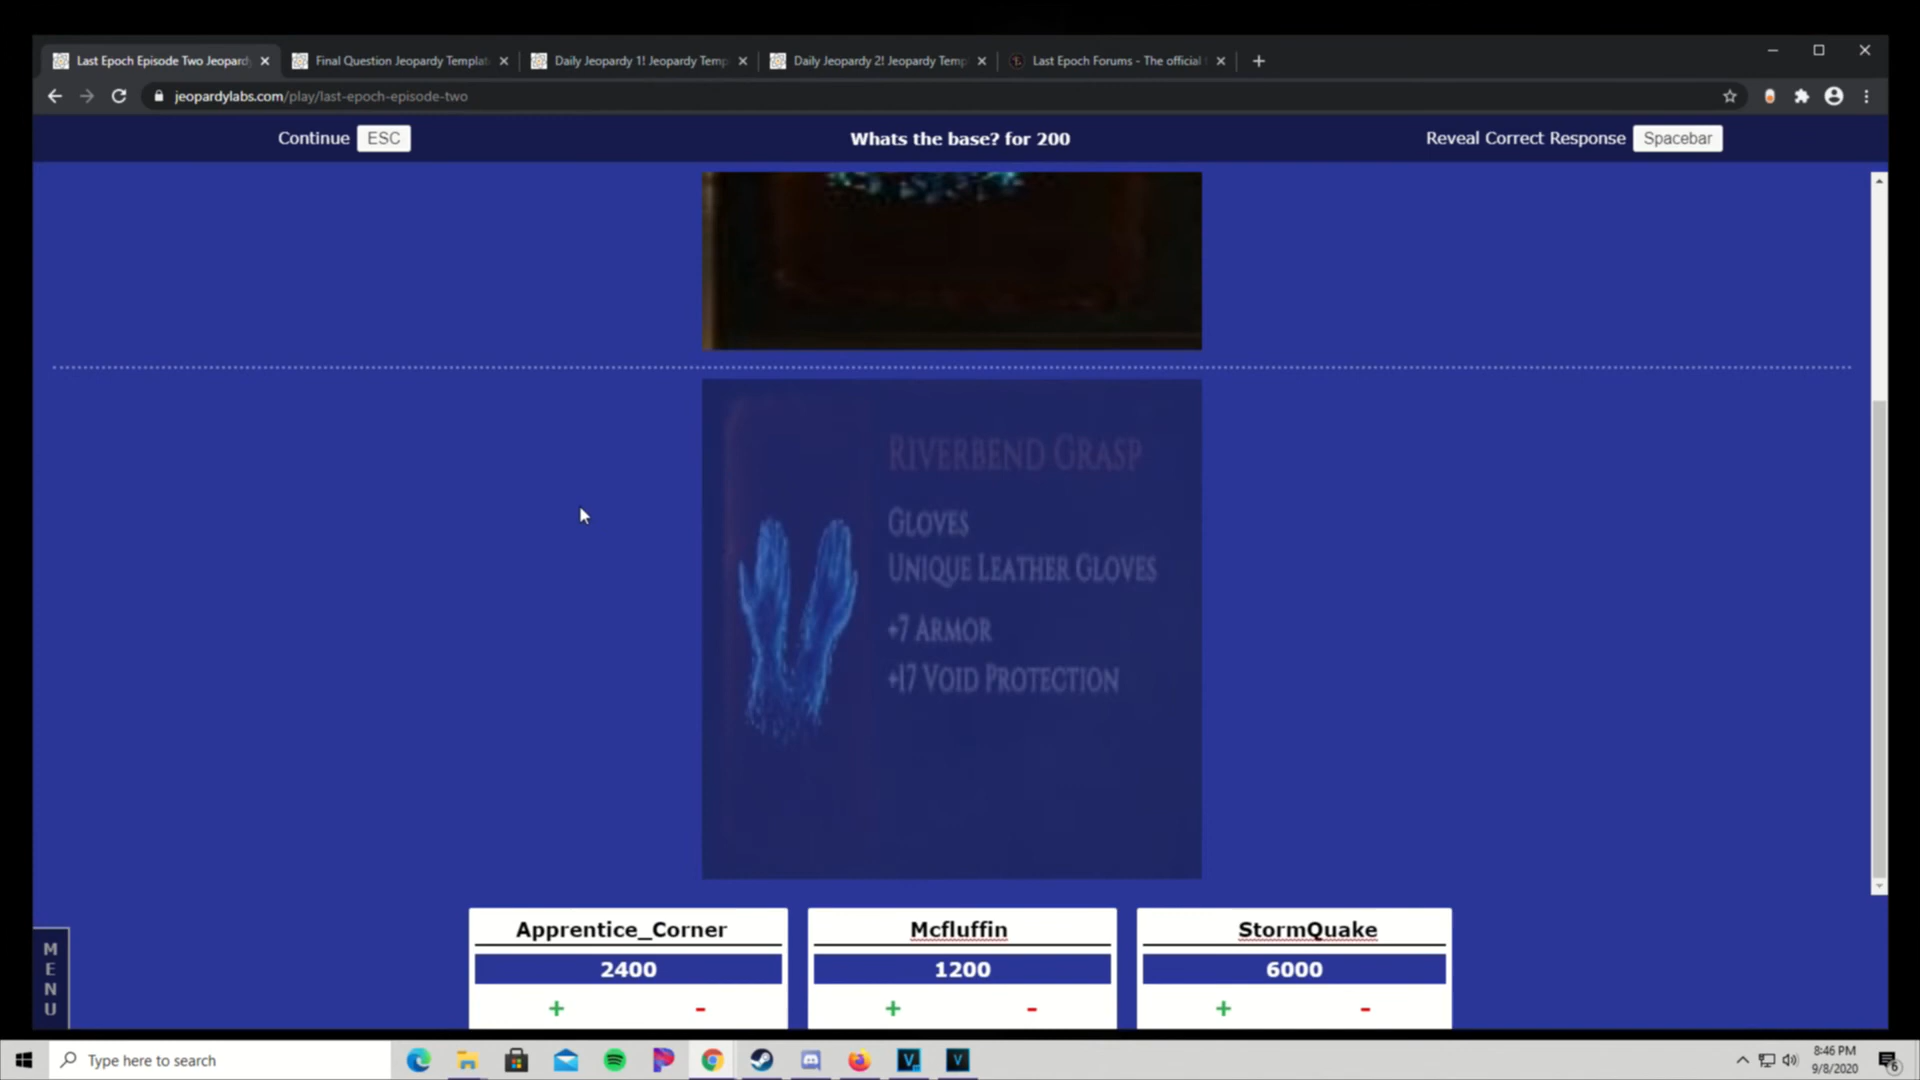 Last Epoch Episode Two Jeopard
Final Question Jeopardy Templat
Daily Jeopardy 1! Jeopardy Temp
Daily Jeopardy 2! Jeopardy Temp
Last Epoch Forums - The official
jeopardylabs.com/play/last-epoch-episode-two
Continue ESC
Whats the base? for 200
Reveal Correct Response Spacebar
RIVERBEND GRASP
GLOVES
UNIQUE LEATHER GLOVES
+7 ARMOR
+17 VOID PROTECTION
MENU
Apprentice_Corner
2400
+ -
Mcfluffin
1200
+ -
StormQuake
6000
+ -
Type here to search
8:46 PM
9/8/2020
6